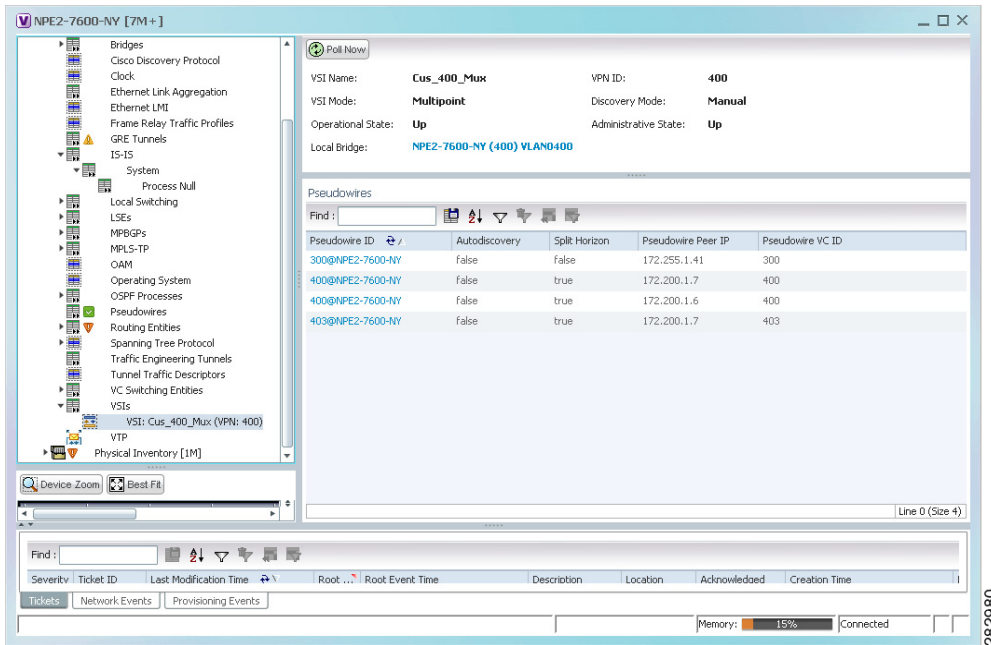 NPE2-7600-NY [7M+]
Bridges
Cisco Discovery Protocol
Clock
Ethernet Link Aggregation
Ethernet LMI
Frame Relay Traffic Profiles
GRE Tunnels
IS-IS
System
Process Null
Local Switching
LSEs
MPBGPs
MPLS-TP
OAM
Operating System
OSPF Processes
Pseudowires
Routing Entities
Spanning Tree Protocol
Traffic Engineering Tunnels
Tunnel Traffic Descriptors
VC Switching Entities
VSIs
VSI: Cus_400_Mux (VPN: 400)
VTP
Physical Inventory [1M]
Device Zoom Best Fit
Poll Now
VSI Name: Cus_400_Mux VPN ID: 400
VSI Mode: Multipoint Discovery Mode: Manual
Operational State: Up Administrative State: Up
Local Bridge: NPE2-7600-NY (400) VLAN0400
Pseudowires
Find :
Pseudowire ID Autodiscovery Split Horizon Pseudowire Peer IP Pseudowire VC ID
300@NPE2-7600-NY false false 172.255.1.41 300
400@NPE2-7600-NY false true 172.200.1.7 400
400@NPE2-7600-NY false true 172.200.1.6 400
403@NPE2-7600-NY false true 172.200.1.7 403
Line 0 (Size 4)
Find :
Severity Ticket ID Last Modification Time Root ... Root Event Time Description Location Acknowledged Creation Time
Tickets Network Events Provisioning Events
Memory: 15% Connected
282980